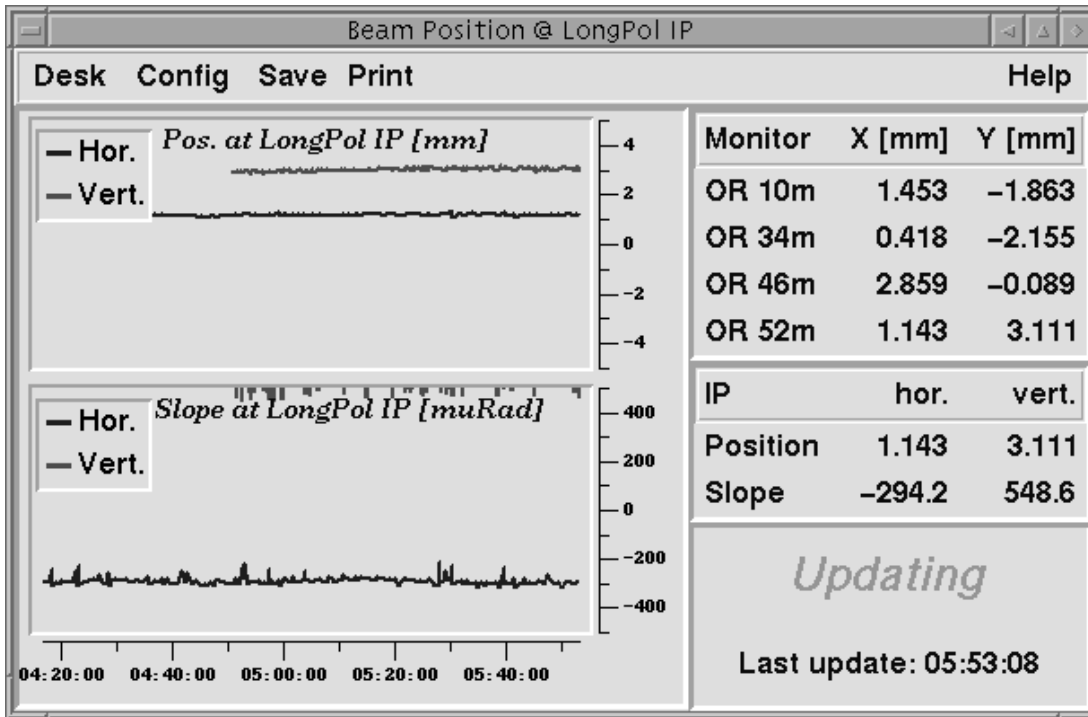 Beam Position @ LongPol IP
Desk Config Save Print Help
Pos. at LongPol IP [mm]
Hor.
Vert.
4
2
0
−2
−4
Slope at LongPol IP [muRad]
Hor.
Vert.
400
200
0
−200
−400
04:20:00 04:40:00 05:00:00 05:20:00 05:40:00
Monitor X [mm] Y [mm]
OR 10m 1.453 −1.863
OR 34m 0.418 −2.155
OR 46m 2.859 −0.089
OR 52m 1.143 3.111
IP hor. vert.
Position 1.143 3.111
Slope −294.2 548.6
Updating
Last update: 05:53:08